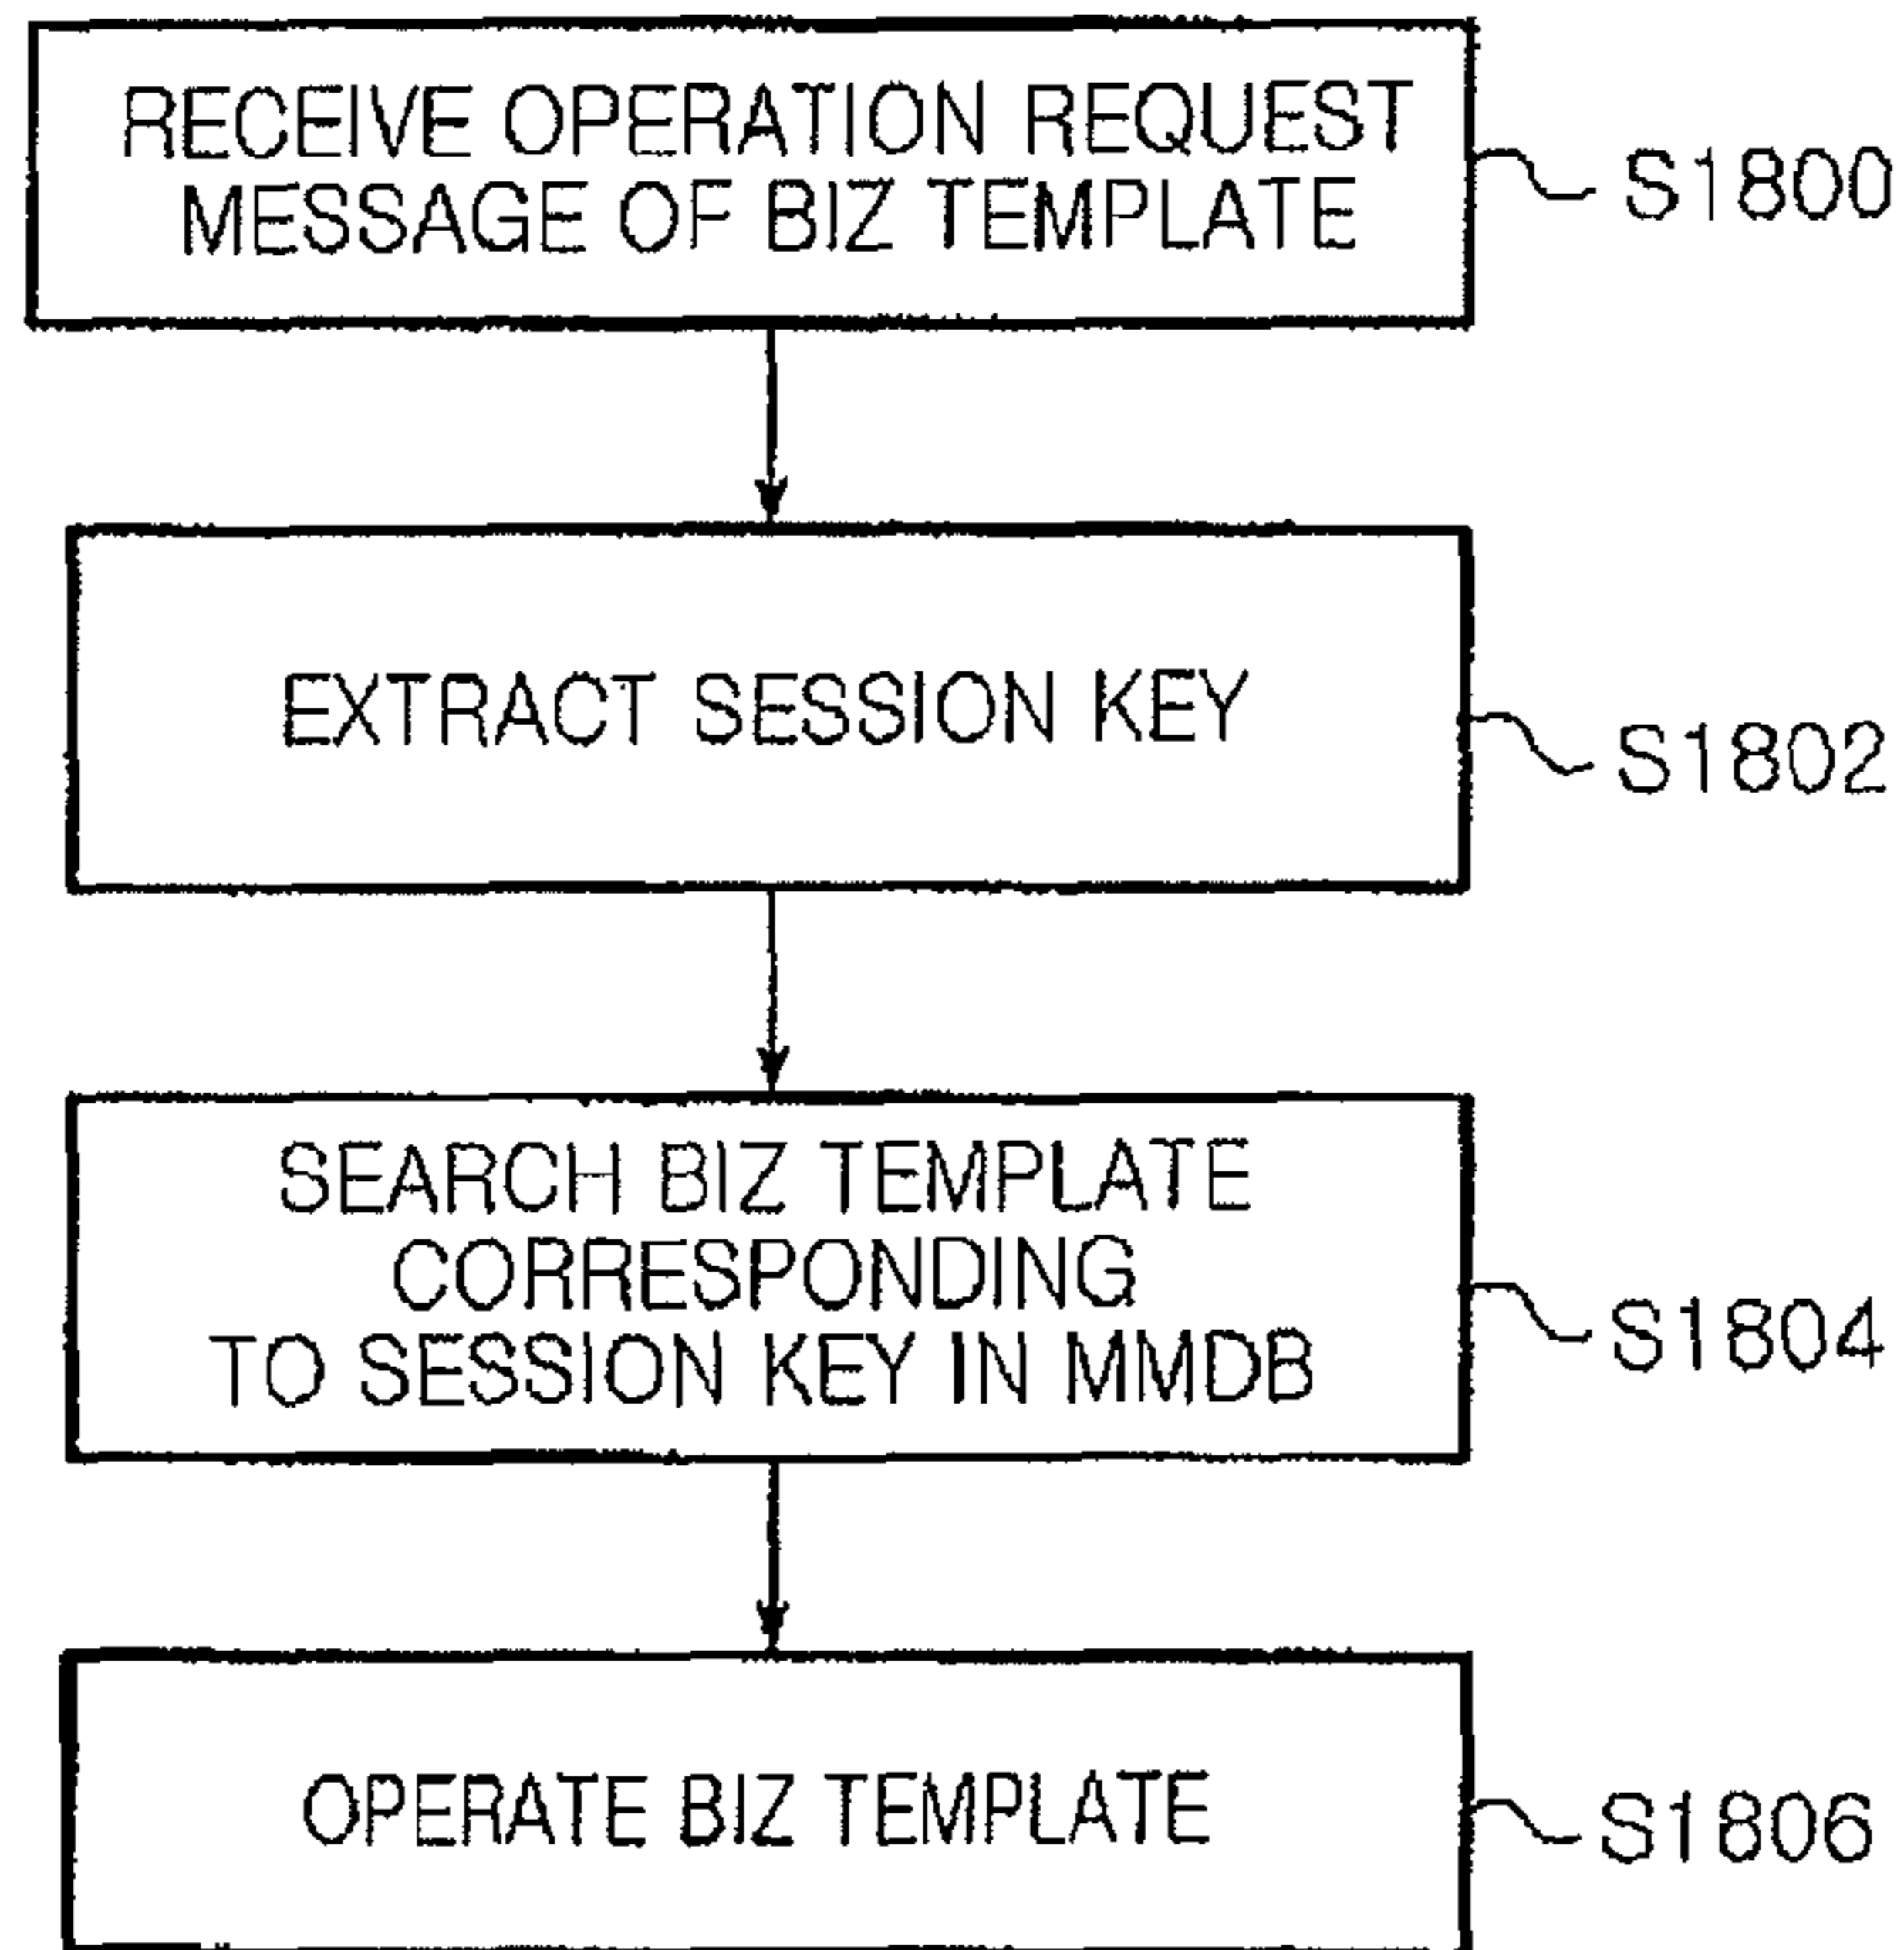 RECEIVE OPERATION REQUEST
MESSAGE OF BIZ TEMPLATE
S1800
EXTRACT SESSION KEY
S1802
SEARCH BIZ TEMPLATE
CORRESPONDING
TO SESSION KEY IN MMDB
S1804
OPERATE BIZ TEMPLATE
S1806